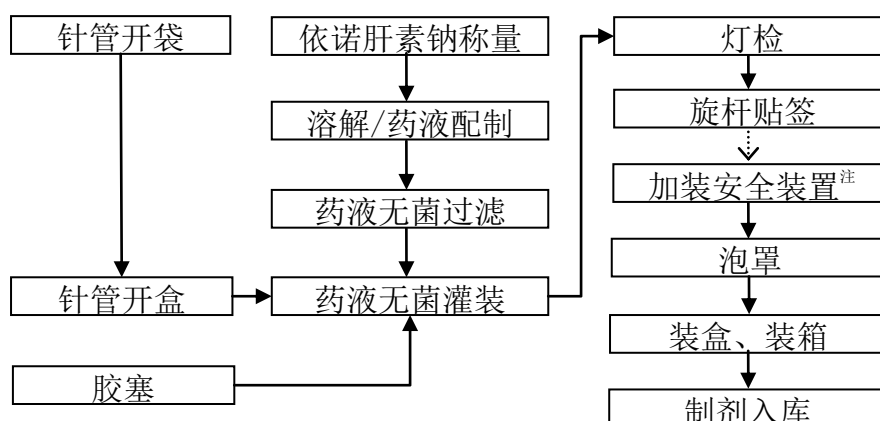 针管开袋
针管开盒
胶塞
依诺肝素钠称量
溶解/药液配制
药液无菌过滤
药液无菌灌装
灯检
旋杆贴签
加装安全装置注
泡罩
装盒、装箱
制剂入库